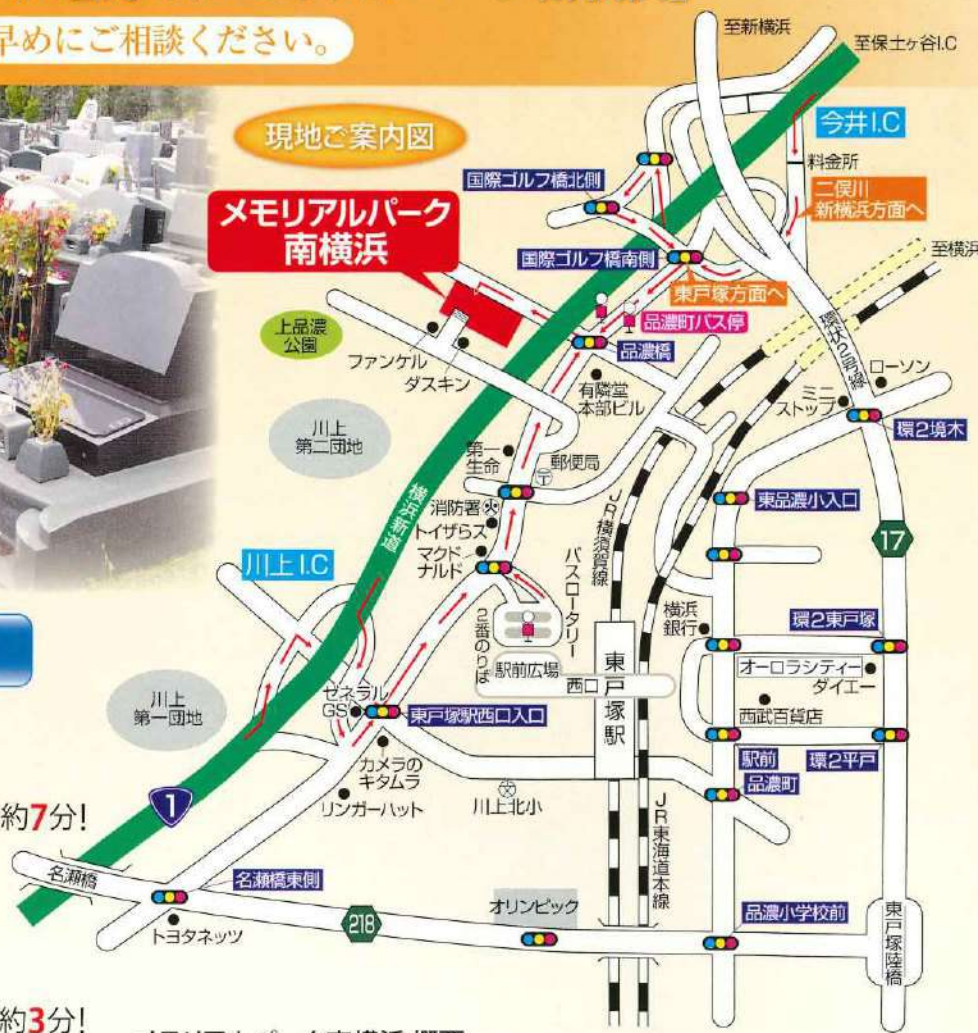 早めにご相談ください。
現地ご案内図
至新横浜
至保土ヶ谷I.C
今井I.C
料金所
二俣川
新横浜方面へ
国際ゴルフ橋北側
メモリアルパーク
南横浜
国際ゴルフ橋南側
至横浜
東戸塚方面へ
品濃町バス停
上品濃
公園
品濃橋
環状2号線
ファンケル
ダスキン
有隣堂
本部ビル
ローソン
ミニ
ストップ
環2境木
川上
第二団地
第一
生命
郵便局
東品濃小入口
横浜新道
消防署
トイザらス
JR横須賀線
17
マクド
ナルド
川上I.C
バスロータリー
2番のりば
横浜
銀行
環2東戸塚
駅前広場
西口
東戸塚駅
オーロラシティー
ダイエー
川上
第一団地
ゼネラル
GS
東戸塚駅西口入口
西武百貨店
駅前
環2平戸
カメラの
キタムラ
品濃町
1
リンガーハット
川上北小
JR東海道本線
約7分!
名瀬橋
名瀬橋東側
オリンピック
品濃小学校前
東戸塚陸橋
トヨタネッツ
218
約3分!